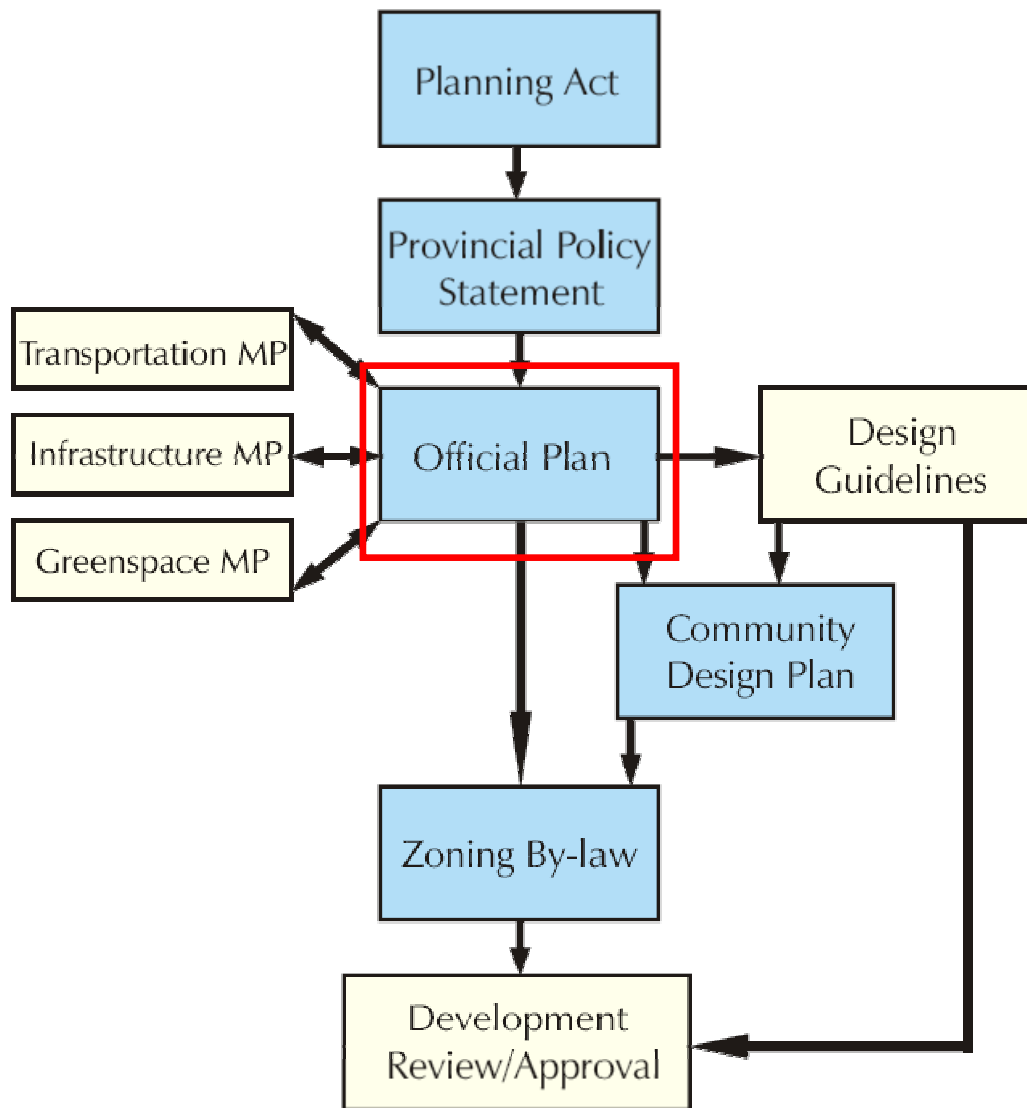 Planning Act
Provincial Policy
Statement
Transportation MP
Infrastructure MP
Greenspace MP
Official Plan
Design
Guidelines
Community
Design Plan
Zoning By-law
Development
Review/Approval